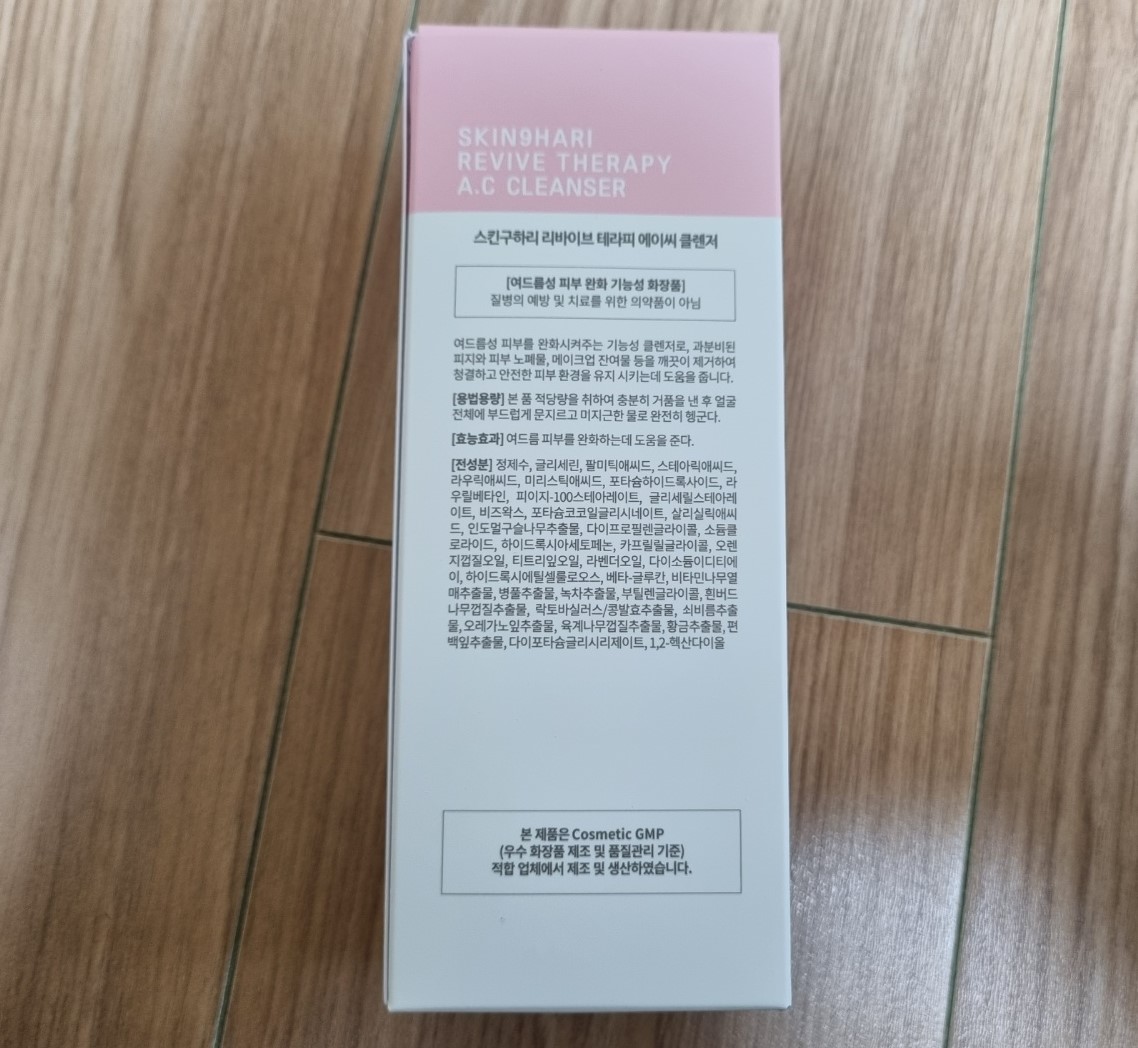 SKIN9HARI
REVIVE THERAPY
A.C CLEANSER
스킨구하리 리바이브 테라피 에이씨 클렌저
[여드름성 피부 완화 기능성 화장품]
질병의 예방 및 치료를 위한 의약품이 아님
여드름성 피부를 완화시켜주는 기능성 클렌저로, 과분비된
피지와 피부 노폐물, 메이크업 잔여물 등을 깨끗이 제거하여
청결하고 안전한 피부 환경을 유지 시키는데 도움을 줍니다.
[용법용량] 본 품 적당량을 취하여 충분히 거품을 낸 후 얼굴
전체에 부드럽게 문지르고 미지근한 물로 완전히 헹군다.
[효능효과] 여드름 피부를 완화하는데 도움을 준다.
[전성분] 정제수, 글리세린, 팔미틱애씨드, 스테아릭애씨드,
라우릭애씨드, 미리스틱애씨드, 포타슘하이드록사이드, 라
우릴베타인, 피이지-100스테아레이트, 글리세릴스테아레
이트, 비즈왁스, 포타슘코코일글리시네이트, 살리실릭애씨
드, 인도멀구슬나무추출물, 다이프로필렌글라이콜, 소듐클
로라이드, 하이드록시아세토페논, 카프릴릴글라이콜, 오렌
지껍질오일, 티트리잎오일, 라벤더오일, 다이소듐이디티에
이, 하이드록시에틸셀룰로오스, 베타-글루칸, 비타민나무열
매추출물, 병풀추출물, 녹차추출물, 부틸렌글라이콜, 흰버드
나무껍질추출물, 락토바실러스/콩발효추출물, 쇠비름추출
물, 오레가노잎추출물, 육계나무껍질추출물, 황금추출물, 편
백잎추출물, 다이포타슘글리시리제이트, 1,2-헥산다이올
본 제품은 Cosmetic GMP
(우수 화장품 제조 및 품질관리 기준)
적합 업체에서 제조 및 생산하였습니다.